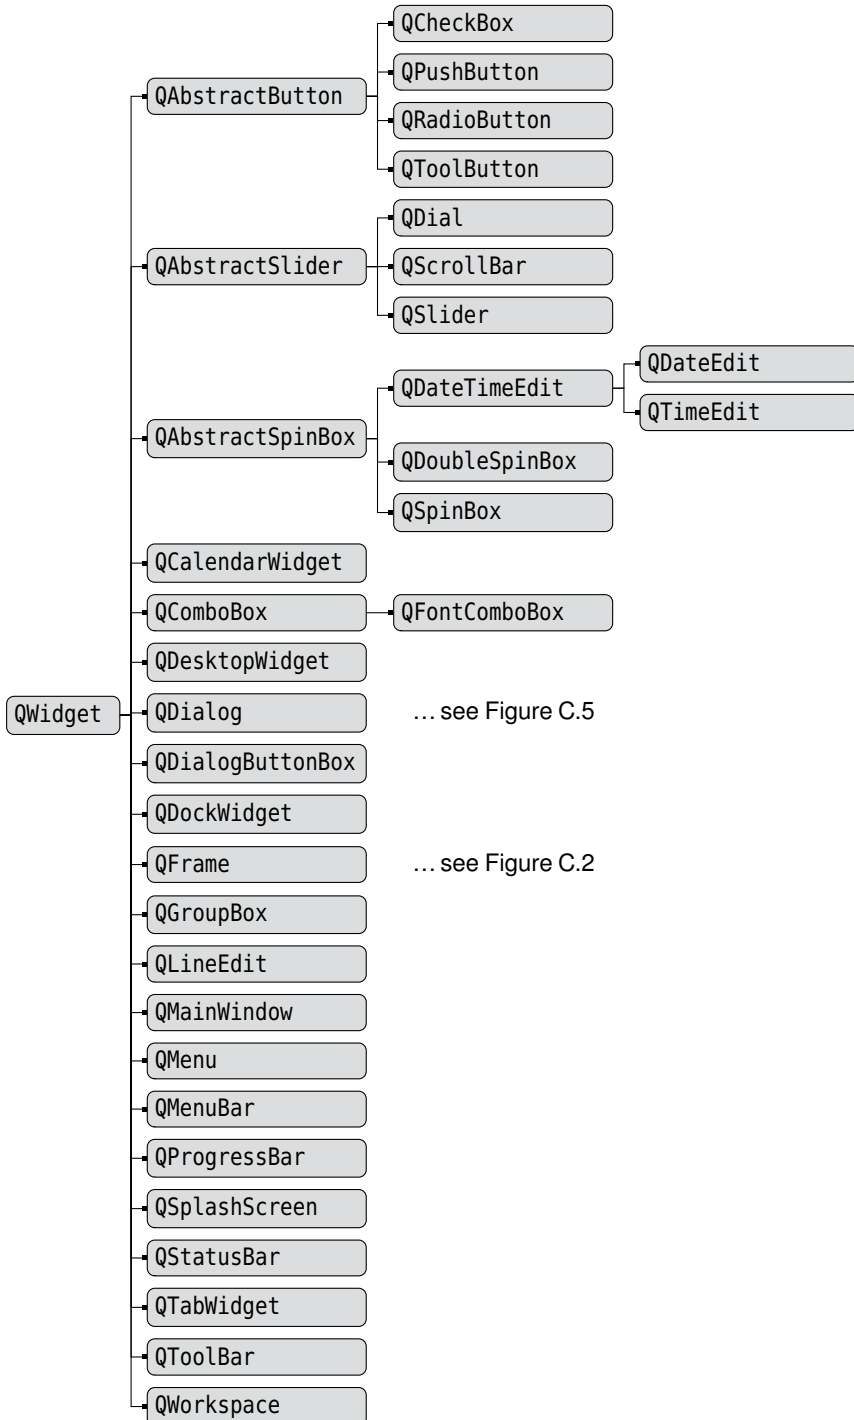 QCheckBox
QPushButton
QAbstractButton
QRadioButton
QToolButton
QDial
QAbstractSlider
QScrollBar
QSlider
QDateEdit
QDateTimeEdit
QTimeEdit
QAbstractSpinBox
QDoubleSpinBox
QSpinBox
QCalendarWidget
QComboBox
QFontComboBox
QDesktopWidget
QWidget
QDialog
… see Figure C.5
QDialogButtonBox
QDockWidget
QFrame
… see Figure C.2
QGroupBox
QLineEdit
QMainWindow
QMenu
QMenuBar
QProgressBar
QSplashScreen
QStatusBar
QTabWidget
QToolBar
QWorkspace